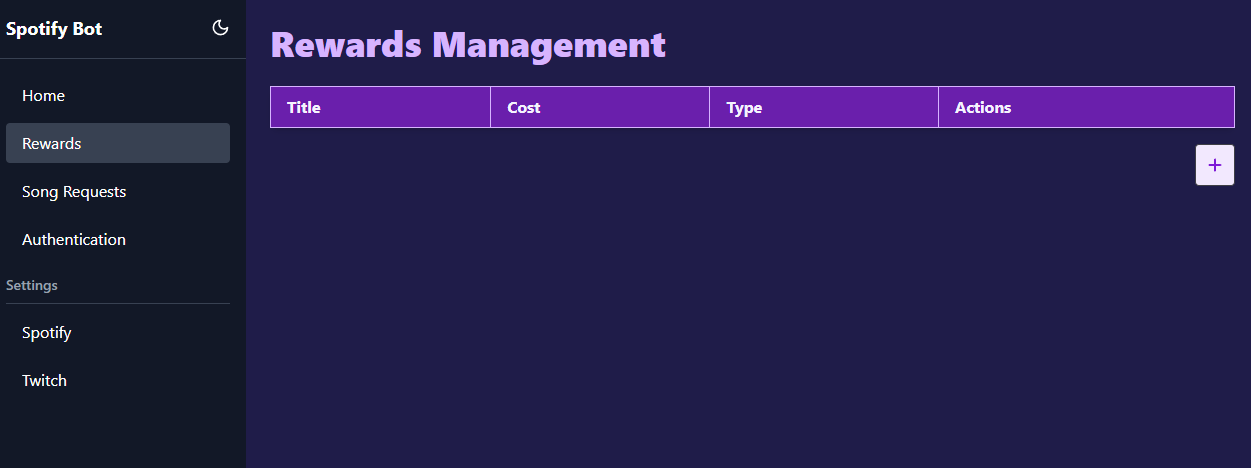 Spotify Bot
Home
Rewards
Song Requests
Authentication
Settings
Spotify
Twitch
Rewards Management
Title Cost Type Actions
+